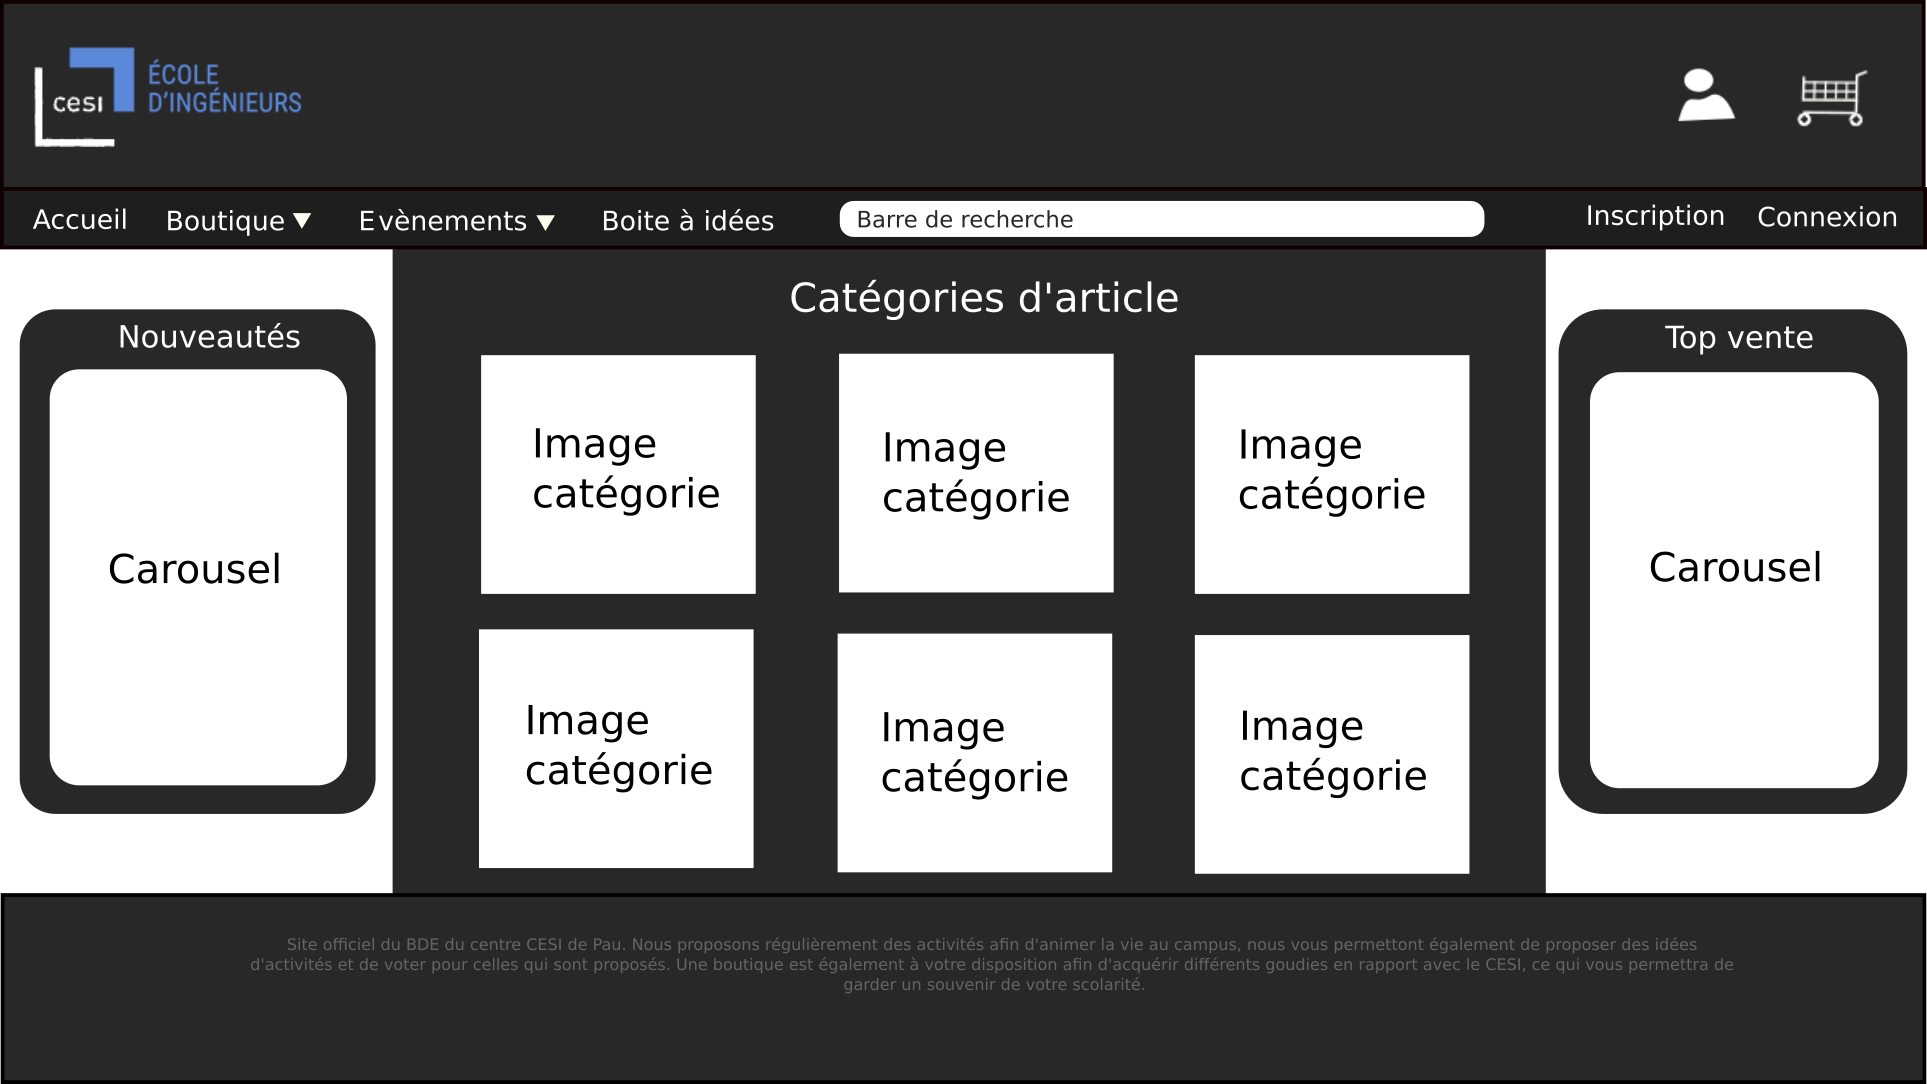 cesi
ÉCOLE
D'INGÉNIEURS
Accueil Boutique Evènements Boite à idées Barre de recherche Inscription Connexion
Catégories d'article
Nouveautés
Top vente
Image
catégorie
Image
catégorie
Image
catégorie
Carousel
Carousel
Image
catégorie
Image
catégorie
Image
catégorie
Site officiel du BDE du centre CESI de Pau. Nous proposons régulièrement des activités afin d'animer la vie au campus, nous vous permettont également de proposer des idées
d'activités et de voter pour celles qui sont proposés. Une boutique est également à votre disposition afin d'acquérir différents goudies en rapport avec le CESI, ce qui vous permettra de
garder un souvenir de votre scolarité.